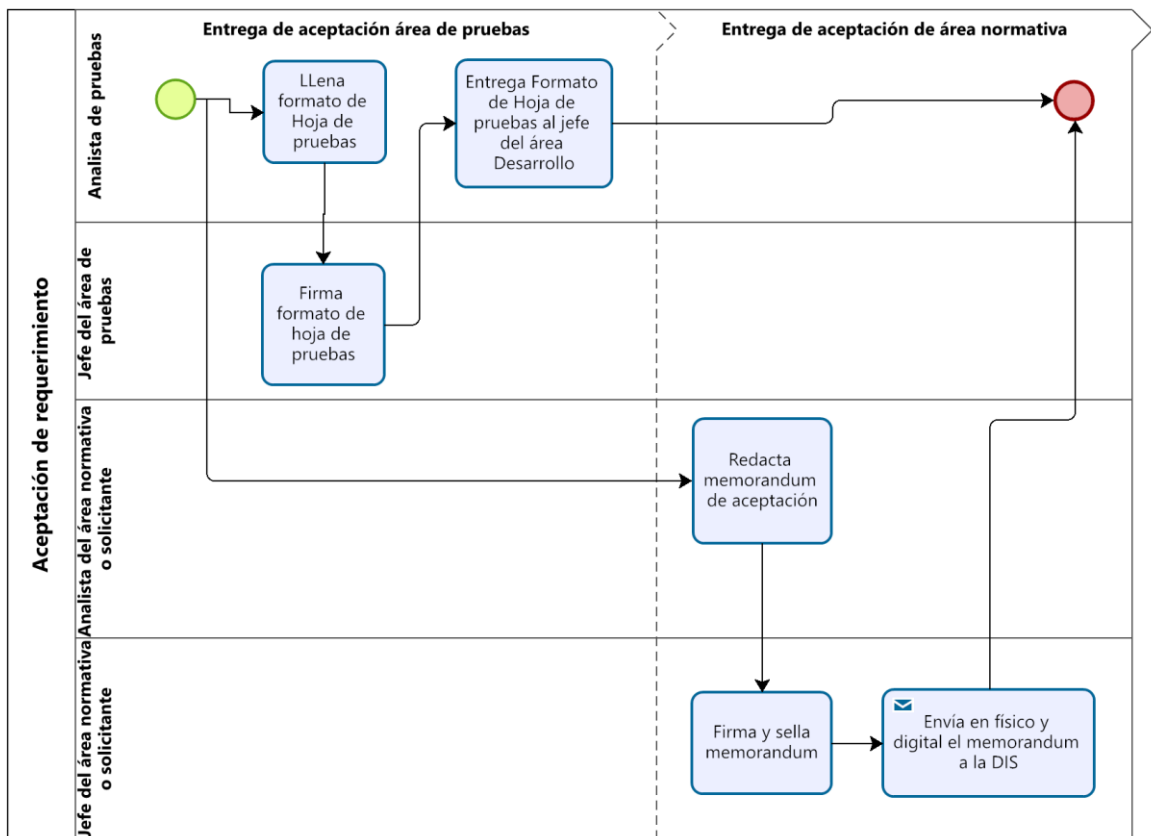 Aceptación de requerimiento
Entrega de aceptación área de pruebas
Entrega de aceptación de área normativa
Analista de pruebas
LLena
formato de
Hoja de
pruebas
Entrega Formato
de Hoja de
pruebas al jefe
del área
Desarrollo
Jefe del área de
pruebas
Firma
formato de
hoja de
pruebas
Analista del área normativa
o solicitante
Redacta
memorandum
de aceptación
Jefe del área normativa
o solicitante
Firma y sella
memorandum
Envía en físico y
digital el memorandum
a la DIS